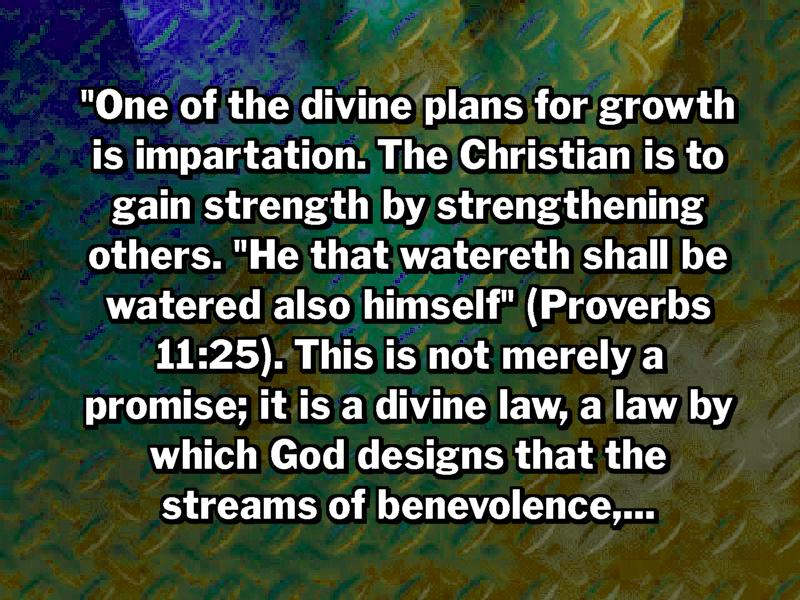 "One of the divine plans for growth
is impartation. The Christian is to
gain strength by strengthening
others. "He that watereth shall be
watered also himself" (Proverbs
11:25). This is not merely a
promise; it is a divine law, a law by
which God designs that the
streams of benevolence,...